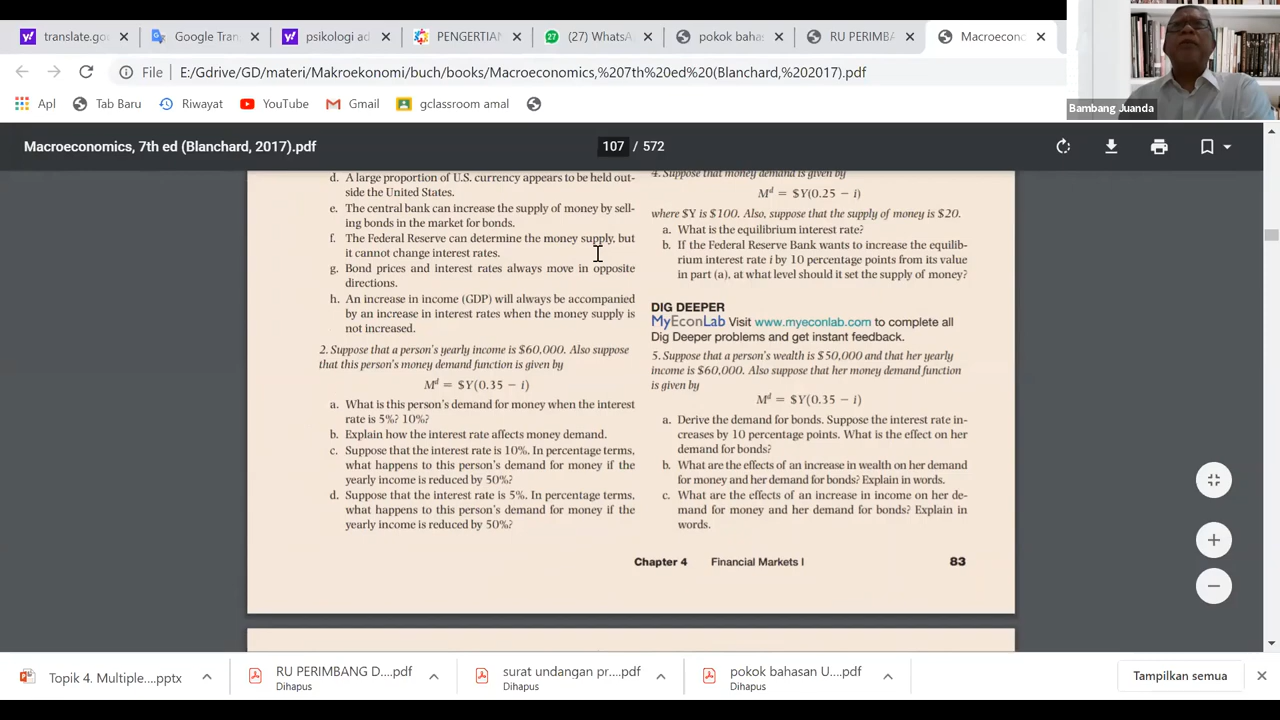 translate.go
Google Tran
psikologi ad
PENGERTIAN
(27) WhatsA
pokok bahas
RU PERIMBA
Macroecono
File E:/Gdrive/GD/materi/Makroekonomi/buch/books/Macroeconomics,%207th%20ed%20(Blanchard,%202017).pdf
Bambang Juanda
Apl
Tab Baru
Riwayat
YouTube
Gmail
gclassroom amal
Macroeconomics, 7th ed (Blanchard, 2017).pdf
107 / 572
d. A large proportion of U.S. currency appears to be held out-
side the United States.
e. The central bank can increase the supply of money by sell-
ing bonds in the market for bonds.
f. The Federal Reserve can determine the money supply, but
it cannot change interest rates.
g. Bond prices and interest rates always move in opposite
directions.
h. An increase in income (GDP) will always be accompanied
by an increase in interest rates when the money supply is
not increased.
2. Suppose that a person's yearly income is $60,000. Also suppose
that this person's money demand function is given by
Mᵈ = $Y(0.35 − i)
a. What is this person's demand for money when the interest
rate is 5%? 10%?
b. Explain how the interest rate affects money demand.
c. Suppose that the interest rate is 10%. In percentage terms,
what happens to this person's demand for money if the
yearly income is reduced by 50%?
d. Suppose that the interest rate is 5%. In percentage terms,
what happens to this person's demand for money if the
yearly income is reduced by 50%?
4. Suppose that money demand is given by
Mᵈ = $Y(0.25 − i)
where $Y is $100. Also, suppose that the supply of money is $20.
a. What is the equilibrium interest rate?
b. If the Federal Reserve Bank wants to increase the equilib-
rium interest rate i by 10 percentage points from its value
in part (a), at what level should it set the supply of money?
DIG DEEPER
MyEconLab Visit www.myeconlab.com to complete all
Dig Deeper problems and get instant feedback.
5. Suppose that a person's wealth is $50,000 and that her yearly
income is $60,000. Also suppose that her money demand function
is given by
Mᵈ = $Y(0.35 − i)
a. Derive the demand for bonds. Suppose the interest rate in-
creases by 10 percentage points. What is the effect on her
demand for bonds?
b. What are the effects of an increase in wealth on her demand
for money and her demand for bonds? Explain in words.
c. What are the effects of an increase in income on her de-
mand for money and her demand for bonds? Explain in
words.
Chapter 4 Financial Markets I 83
Topik 4. Multiple....pptx
RU PERIMBANG D....pdf
Dihapus
surat undangan pr....pdf
Dihapus
pokok bahasan U....pdf
Dihapus
Tampilkan semua